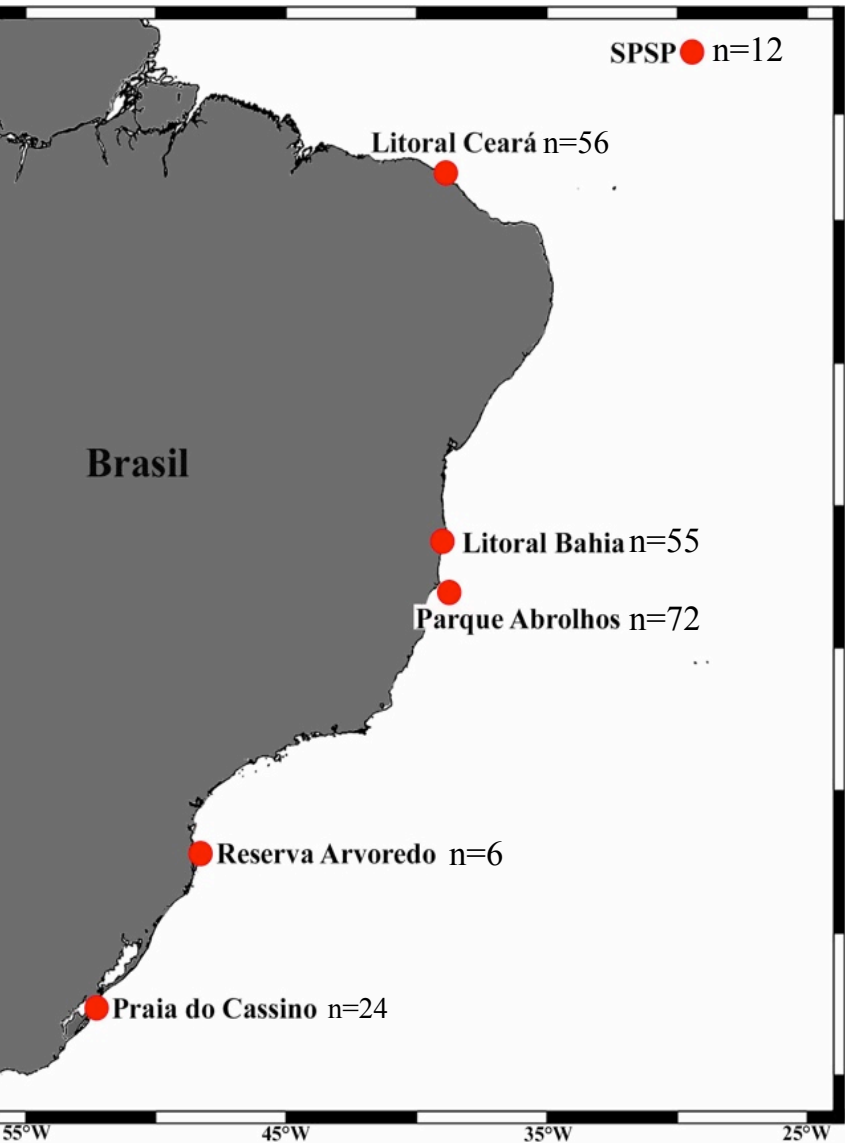 SPSP n=12
Litoral Ceará n=56
Brasil
Litoral Bahia n=55
Parque Abrolhos n=72
Reserva Arvoredo n=6
Praia do Cassino n=24
55°W 45°W 35°W 25°W